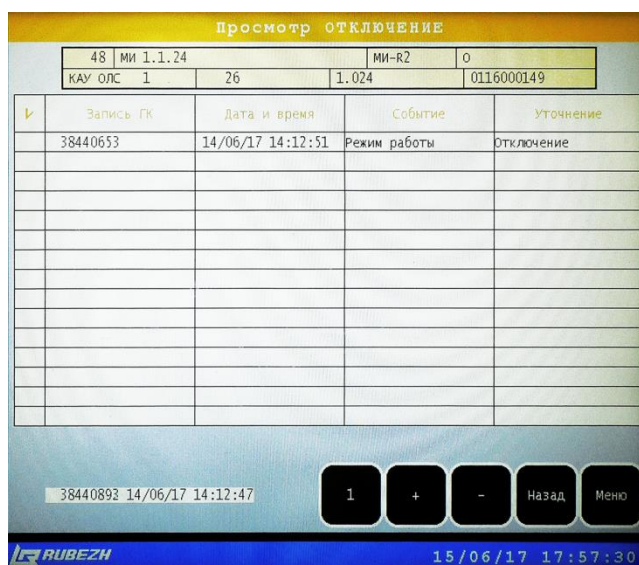 Просмотр ОТКЛЮЧЕНИЕ
48 МИ 1.1.24 МИ-R2 О
КАУ ОЛС 1 26 1.024 0116000149
V Запись ГК Дата и время Событие Уточнение
38440653 14/06/17 14:12:51 Режим работы Отключение
38440893 14/06/17 14:12:47
1 + - Назад Меню
RUBEZH 15/06/17 17:57:30